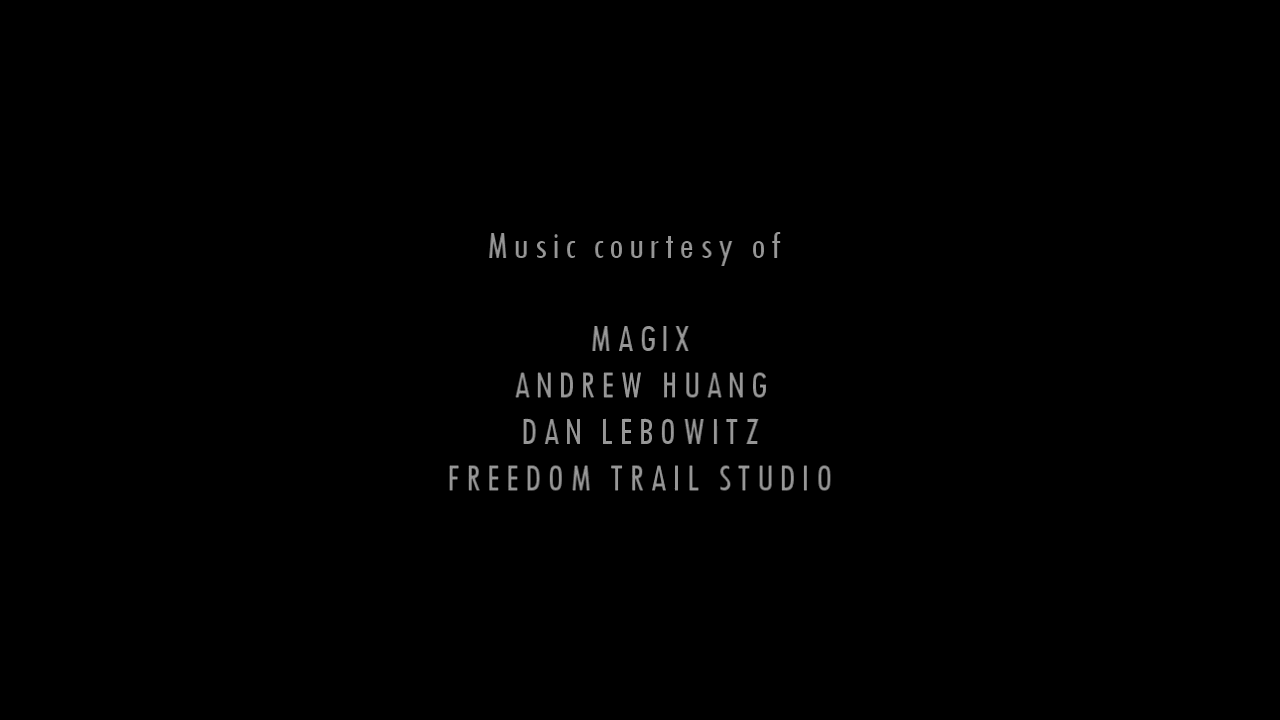 Music courtesy of
MAGIX
ANDREW HUANG
DAN LEBOWITZ
FREEDOM TRAIL STUDIO